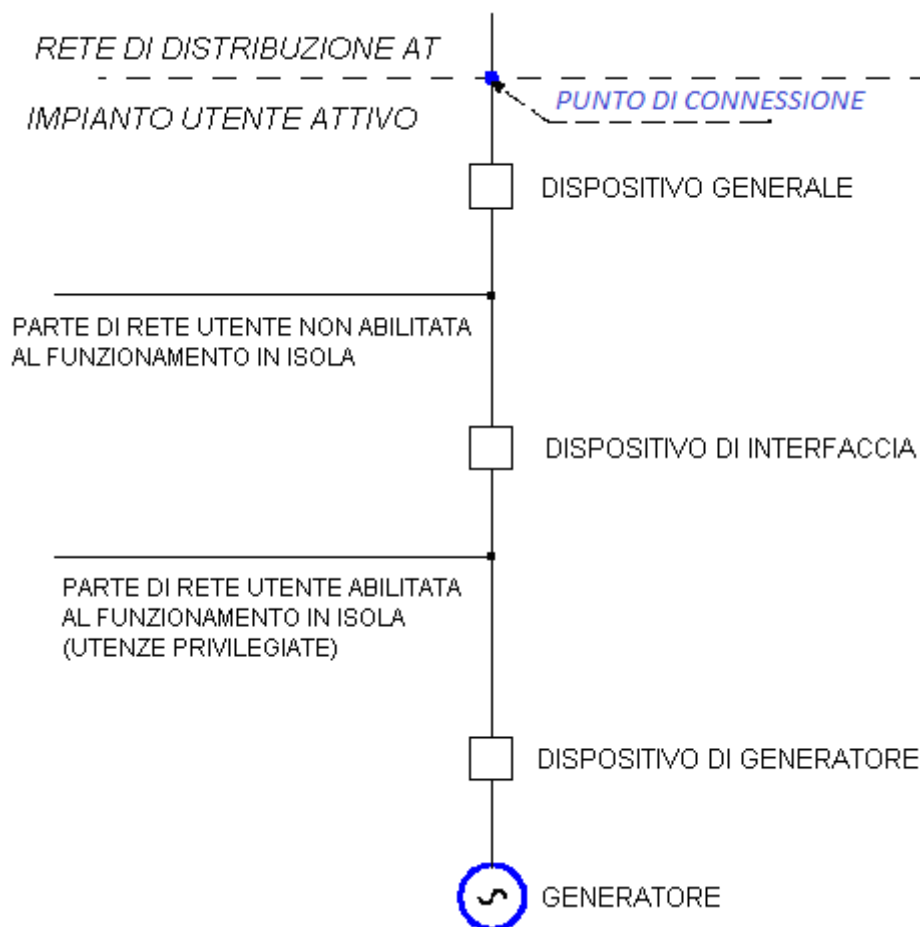 RETE DI DISTRIBUZIONE AT
PUNTO DI CONNESSIONE
IMPIANTO UTENTE ATTIVO
DISPOSITIVO GENERALE
PARTE DI RETE UTENTE NON ABILITATA
AL FUNZIONAMENTO IN ISOLA
DISPOSITIVO DI INTERFACCIA
PARTE DI RETE UTENTE ABILITATA
AL FUNZIONAMENTO IN ISOLA
(UTENZE PRIVILEGIATE)
DISPOSITIVO DI GENERATORE
GENERATORE